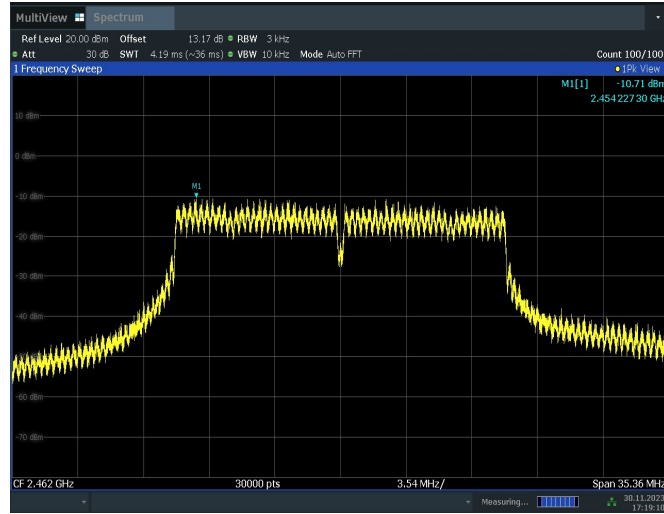 MultiView Spectrum
Ref Level 20.00 dBm Offset 13.17 dB RBW 3 kHz
Att 30 dB SWT 4.19 ms (~36 ms) VBW 10 kHz Mode Auto FFT Count 100/100
1 Frequency Sweep 1Pk View
M1[1] -10.71 dBm
2.454 227 30 GHz
10 dBm
0 dBm
M1
-10 dBm
-20 dBm
-30 dBm
-40 dBm
-60 dBm
-70 dBm
CF 2.462 GHz 30000 pts 3.54 MHz/ Span 35.36 MHz
Measuring... 30.11.2023
17:19:10